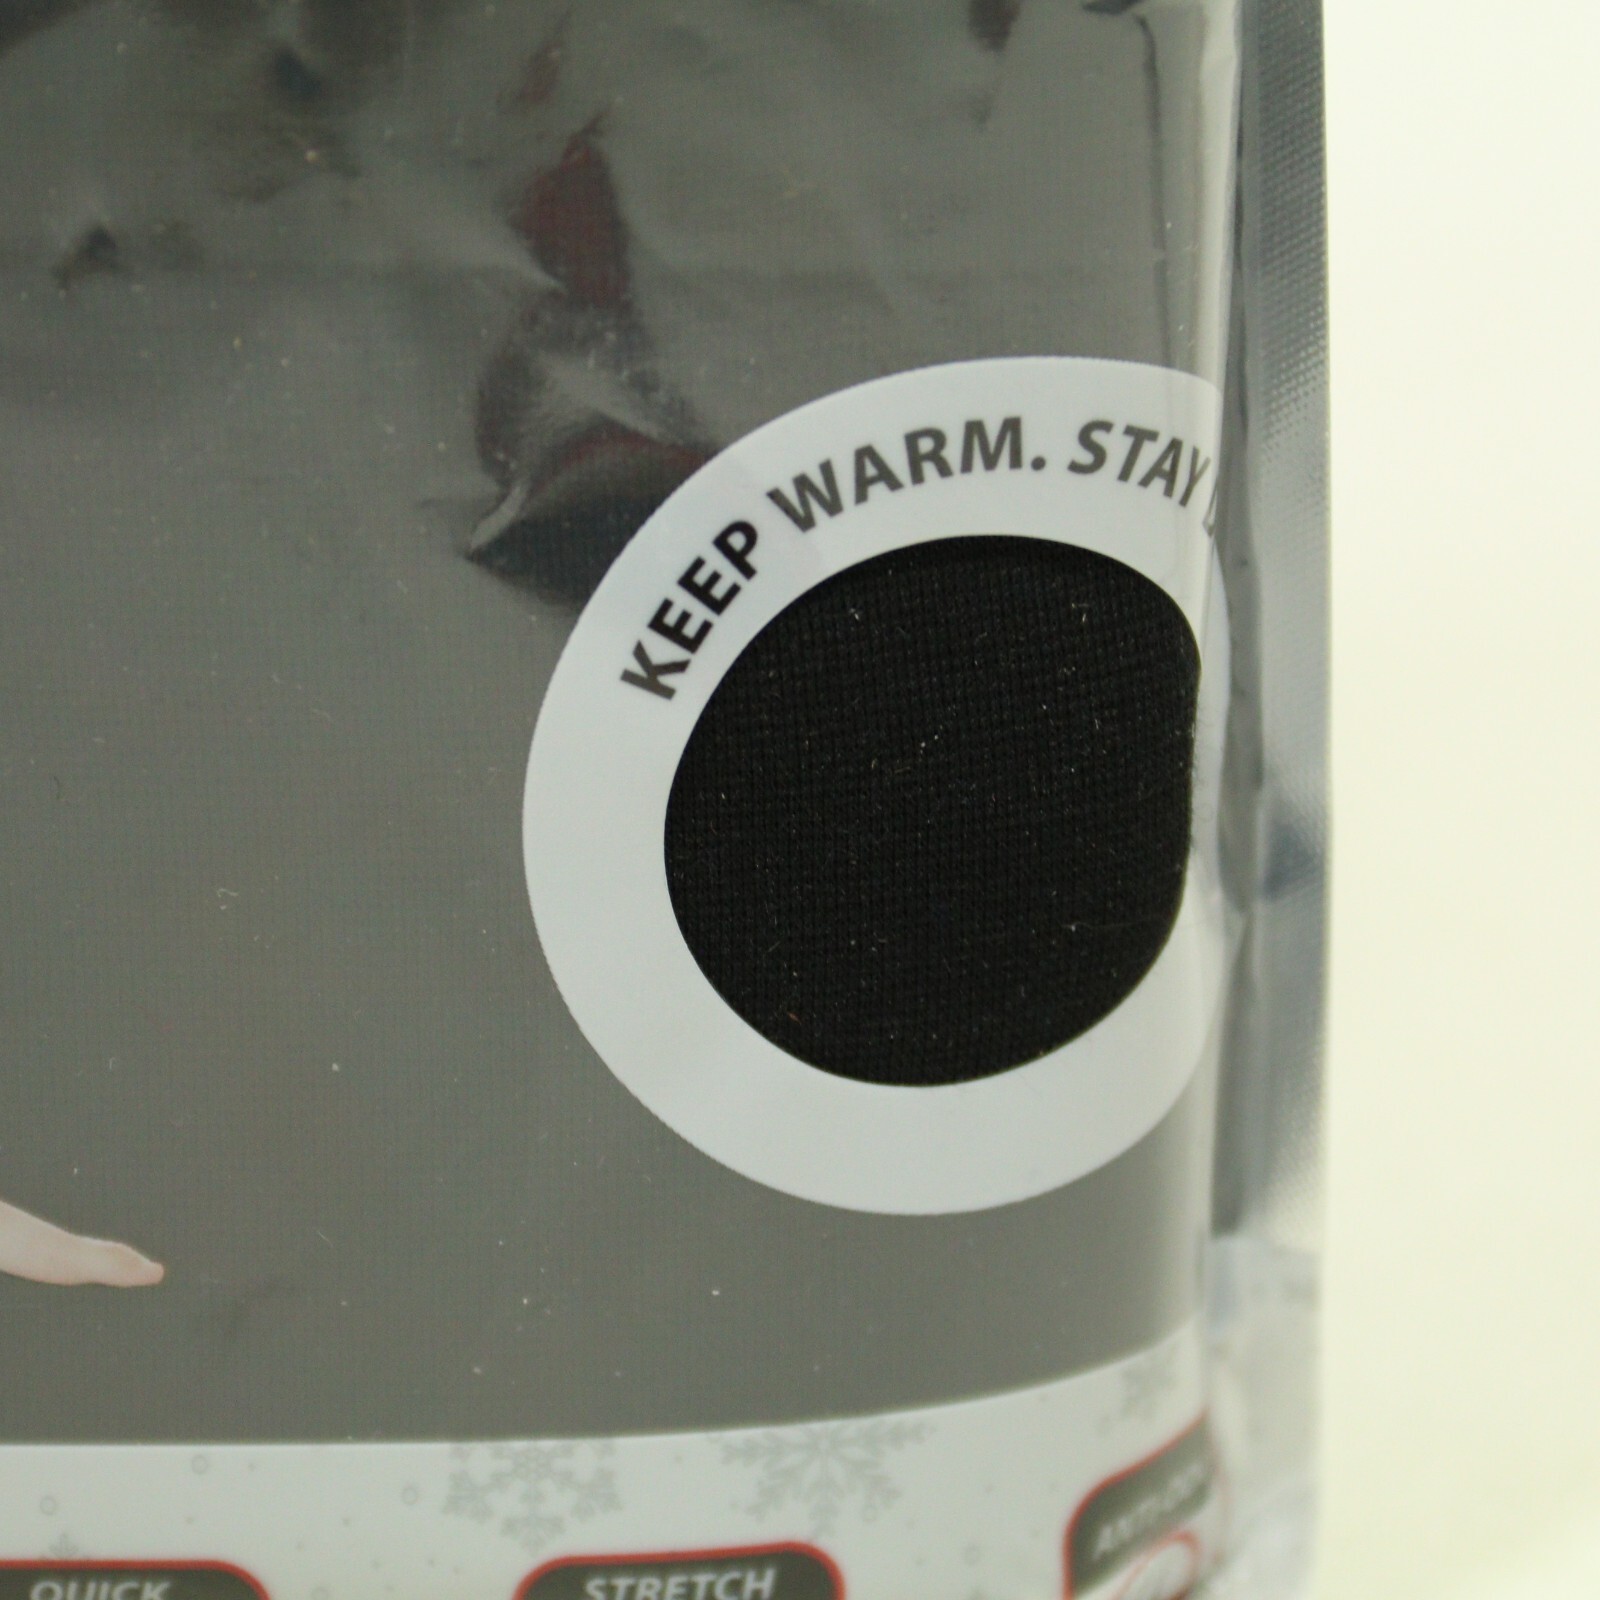 KEEP WARM. STAY
QUICK
STRETCH